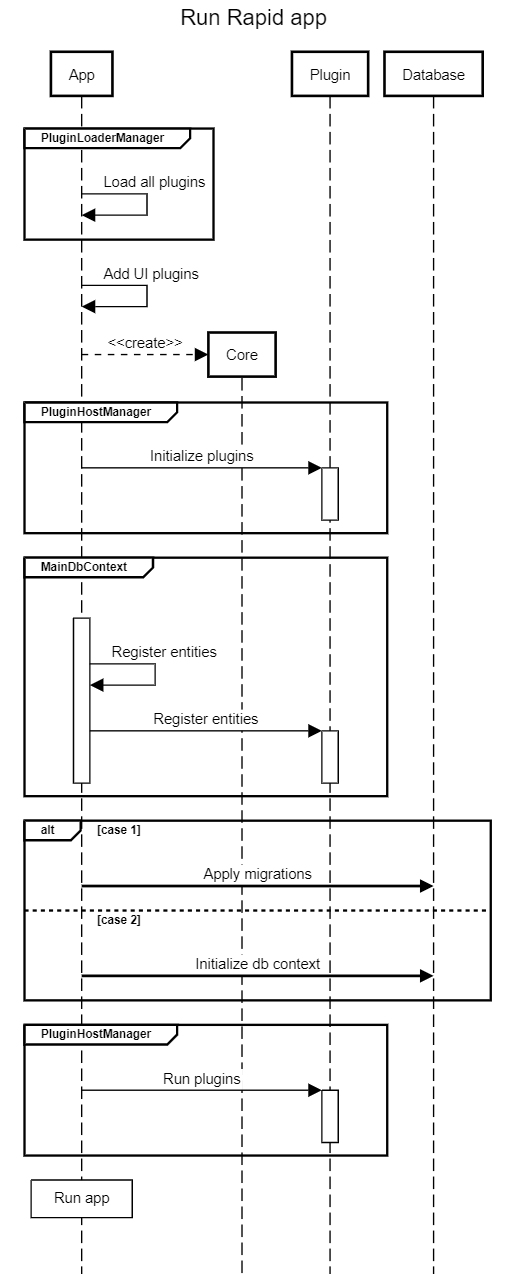 Run Rapid app
App
Plugin
Database
PluginLoaderManager
Load all plugins
Add UI plugins
<<create>>
Core
PluginHostManager
Initialize plugins
MainDbContext
Register entities
Register entities
alt
[case 1]
Apply migrations
[case 2]
Initialize db context
PluginHostManager
Run plugins
Run app